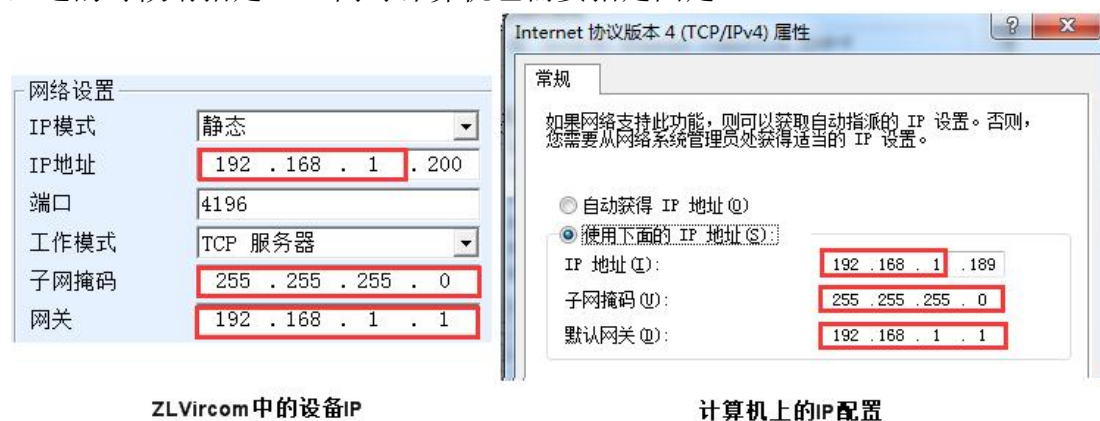 Internet 协议版本 4 (TCP/IPv4) 属性
常规
如果网络支持此功能，则可以获取自动指派的 IP 设置。否则，
您需要从网络系统管理员处获得适当的 IP 设置。
自动获得 IP 地址(O)
使用下面的 IP 地址(S):
IP 地址(I): 192 .168 . 1 .189
子网掩码(U): 255 .255 .255 . 0
默认网关(D): 192 .168 . 1 . 1
网络设置
IP模式 静态
IP地址 192 .168 . 1 . 200
端口 4196
工作模式 TCP 服务器
子网掩码 255 . 255 . 255 . 0
网关 192 . 168 . 1 . 1
ZLVircom中的设备IP
计算机上的IP配置